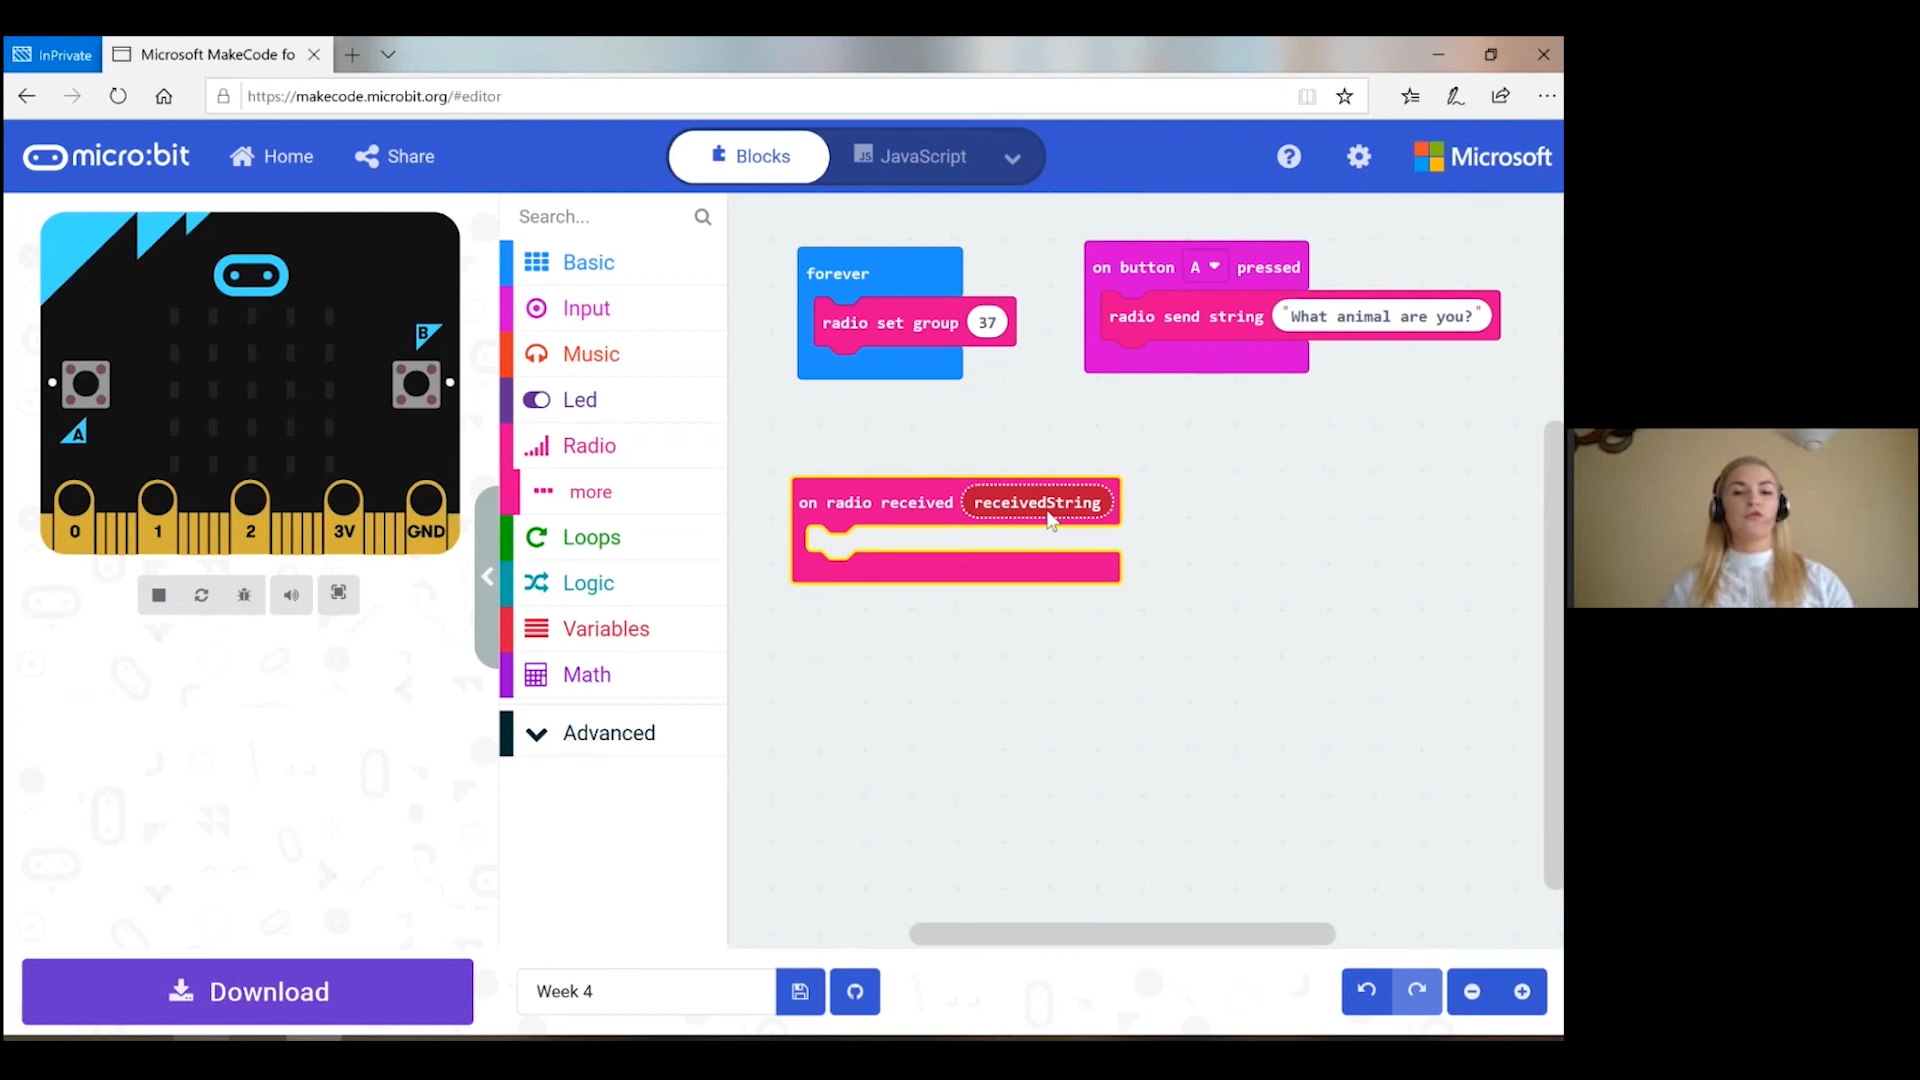 InPrivate
Microsoft MakeCode fo
https://makecode.microbit.org/#editor
micro:bit
Home
Share
Blocks
JS JavaScript
? Microsoft
B
A
0 1 2 3V GND
Search...
Basic
Input
Music
Led
Radio
more
Loops
Logic
Variables
Math
Advanced
forever
radio set group 37
on button A pressed
radio send string "What animal are you?"
on radio received receivedString
Download
Week 4